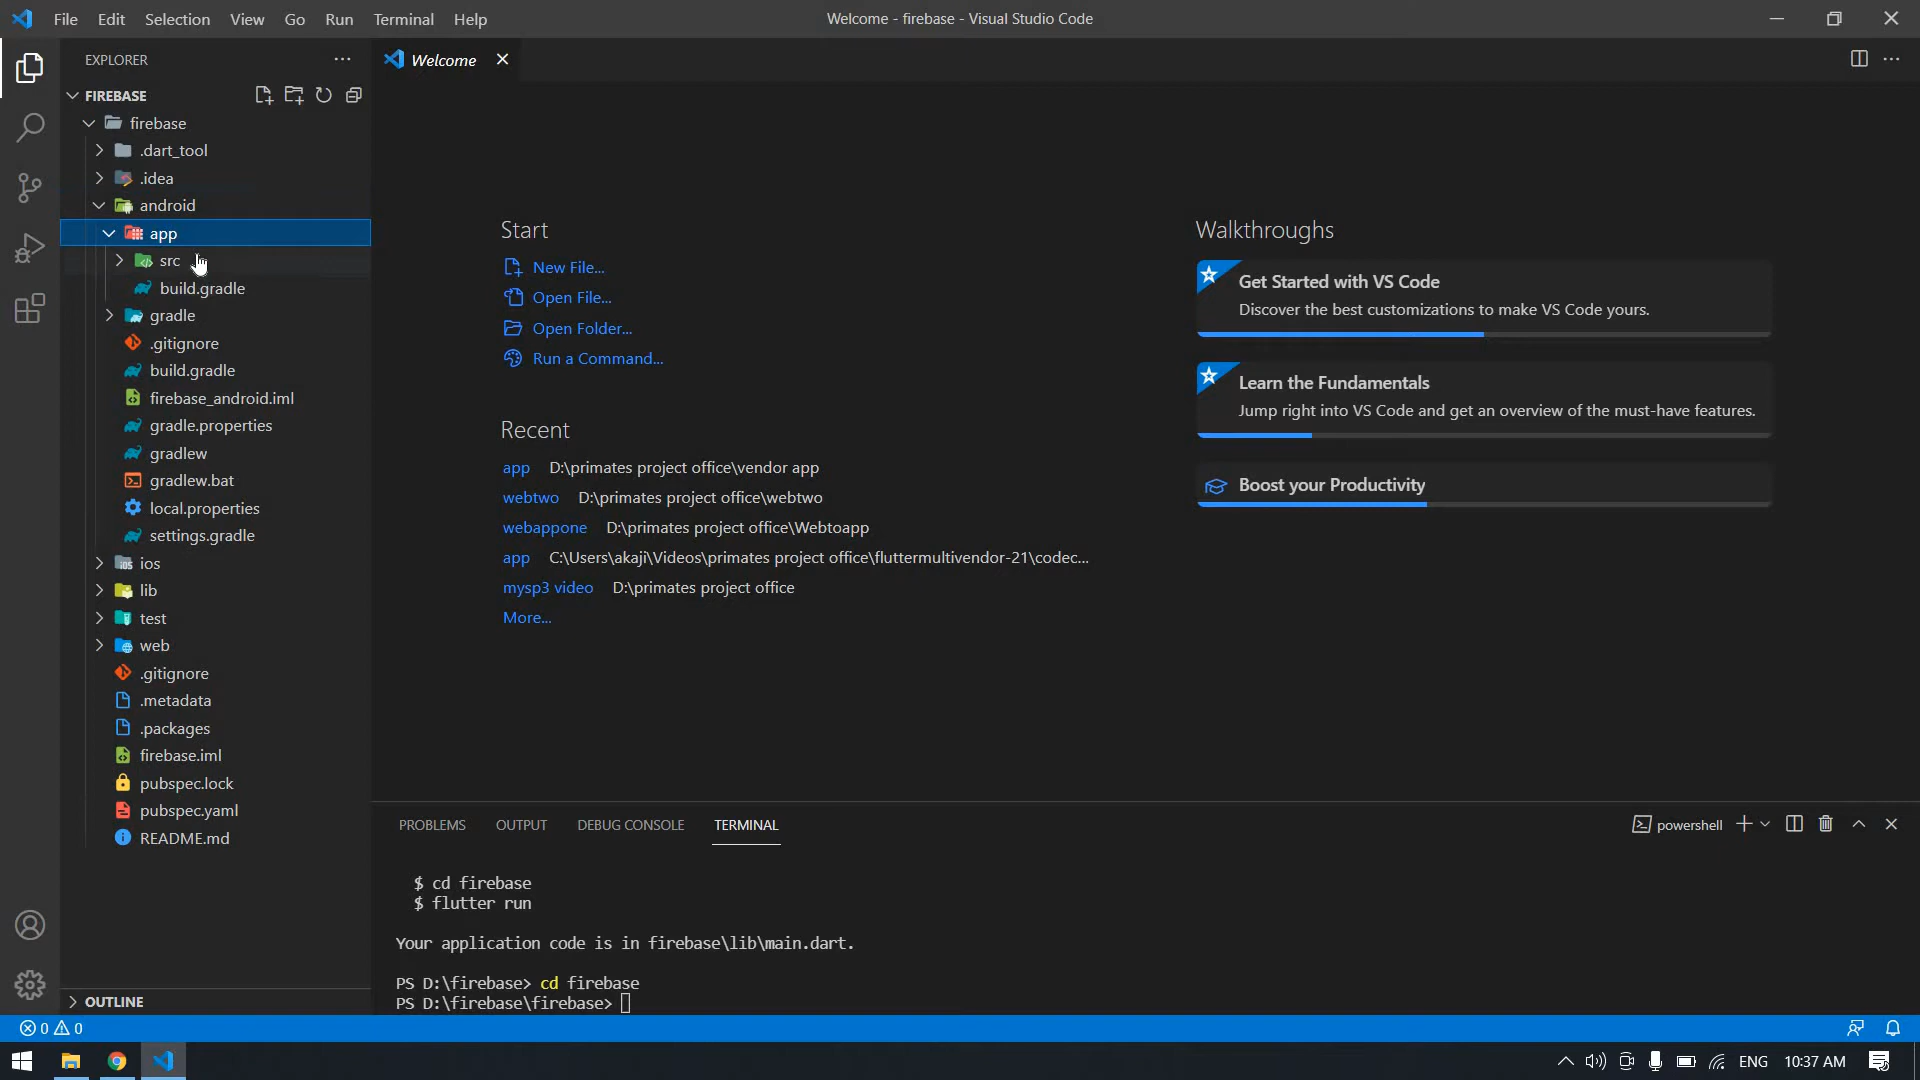 File Edit Selection View Go Run Terminal Help
Welcome - firebase - Visual Studio Code
EXPLORER
FIREBASE
firebase
.dart_tool
.idea
android
app
src
build.gradle
gradle
.gitignore
build.gradle
firebase_android.iml
gradle.properties
gradlew
gradlew.bat
local.properties
settings.gradle
ios
lib
test
web
.gitignore
.metadata
.packages
firebase.iml
pubspec.lock
pubspec.yaml
README.md
OUTLINE
Welcome
Start
New File...
Open File...
Open Folder...
Run a Command...
Recent
app D:\primates project office\vendor app
webtwo D:\primates project office\webtwo
webappone D:\primates project office\Webtoapp
app C:\Users\akaji\Videos\primates project office\fluttermultivendor-21\codec...
mysp3 video D:\primates project office
More...
Walkthroughs
Get Started with VS Code
Discover the best customizations to make VS Code yours.
Learn the Fundamentals
Jump right into VS Code and get an overview of the must-have features.
Boost your Productivity
PROBLEMS OUTPUT DEBUG CONSOLE TERMINAL
powershell
$ cd firebase
$ flutter run
Your application code is in firebase\lib\main.dart.
PS D:\firebase> cd firebase
PS D:\firebase\firebase>
0 0
ENG 10:37 AM